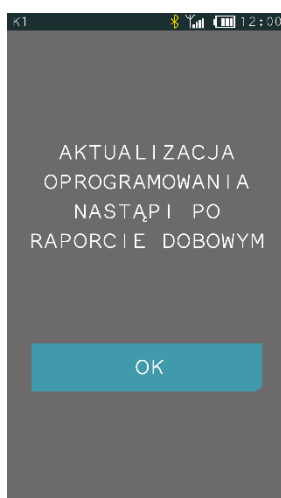 K1 12:00
AKTUALIZACJA
OPROGRAMOWANIA
NASTĄPI PO
RAPORCIE DOBOWYM
OK